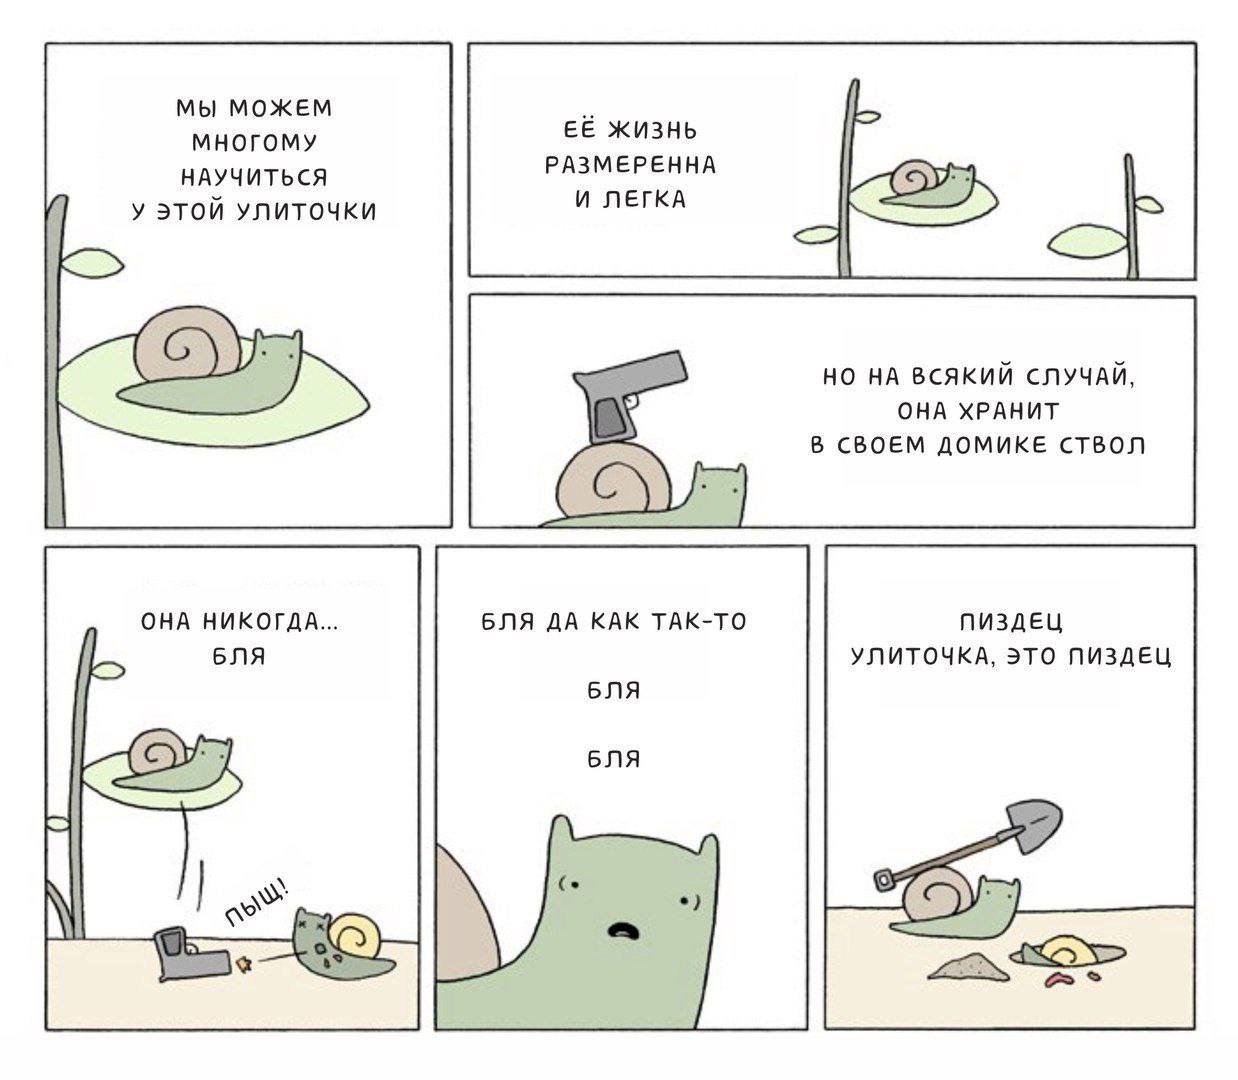 МЫ МОЖЕМ
МНОГОМУ
НАУЧИТЬСЯ
У ЭТОЙ УЛИТОЧКИ
ЕЁ ЖИЗНЬ
РАЗМЕРЕННА
И ЛЕГКА
НО НА ВСЯКИЙ СЛУЧАЙ,
ОНА ХРАНИТ
В СВОЕМ ДОМИКЕ СТВОЛ
ОНА НИКОГДА...
БЛЯ
ПЫЩ!
БЛЯ ДА КАК ТАК-ТО
БЛЯ
БЛЯ
ПИЗДЕЦ
УЛИТОЧКА, ЭТО ПИЗДЕЦ